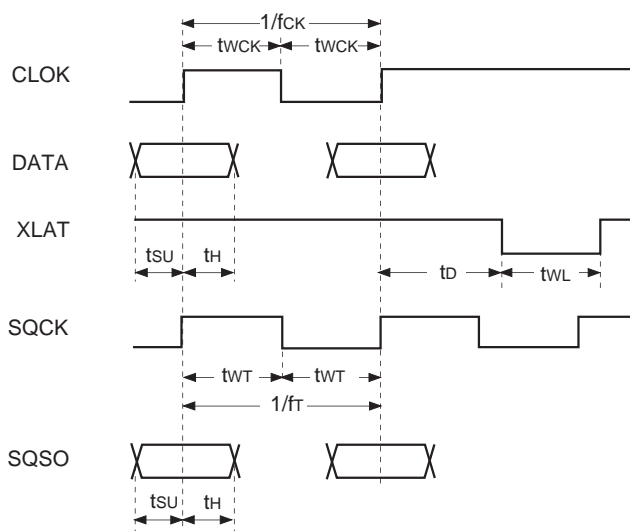 1/fCK
tWCK tWCK
CLOK
DATA
XLAT
tSU tH
tD tWL
SQCK
tWT tWT
1/fT
SQSO
tSU tH